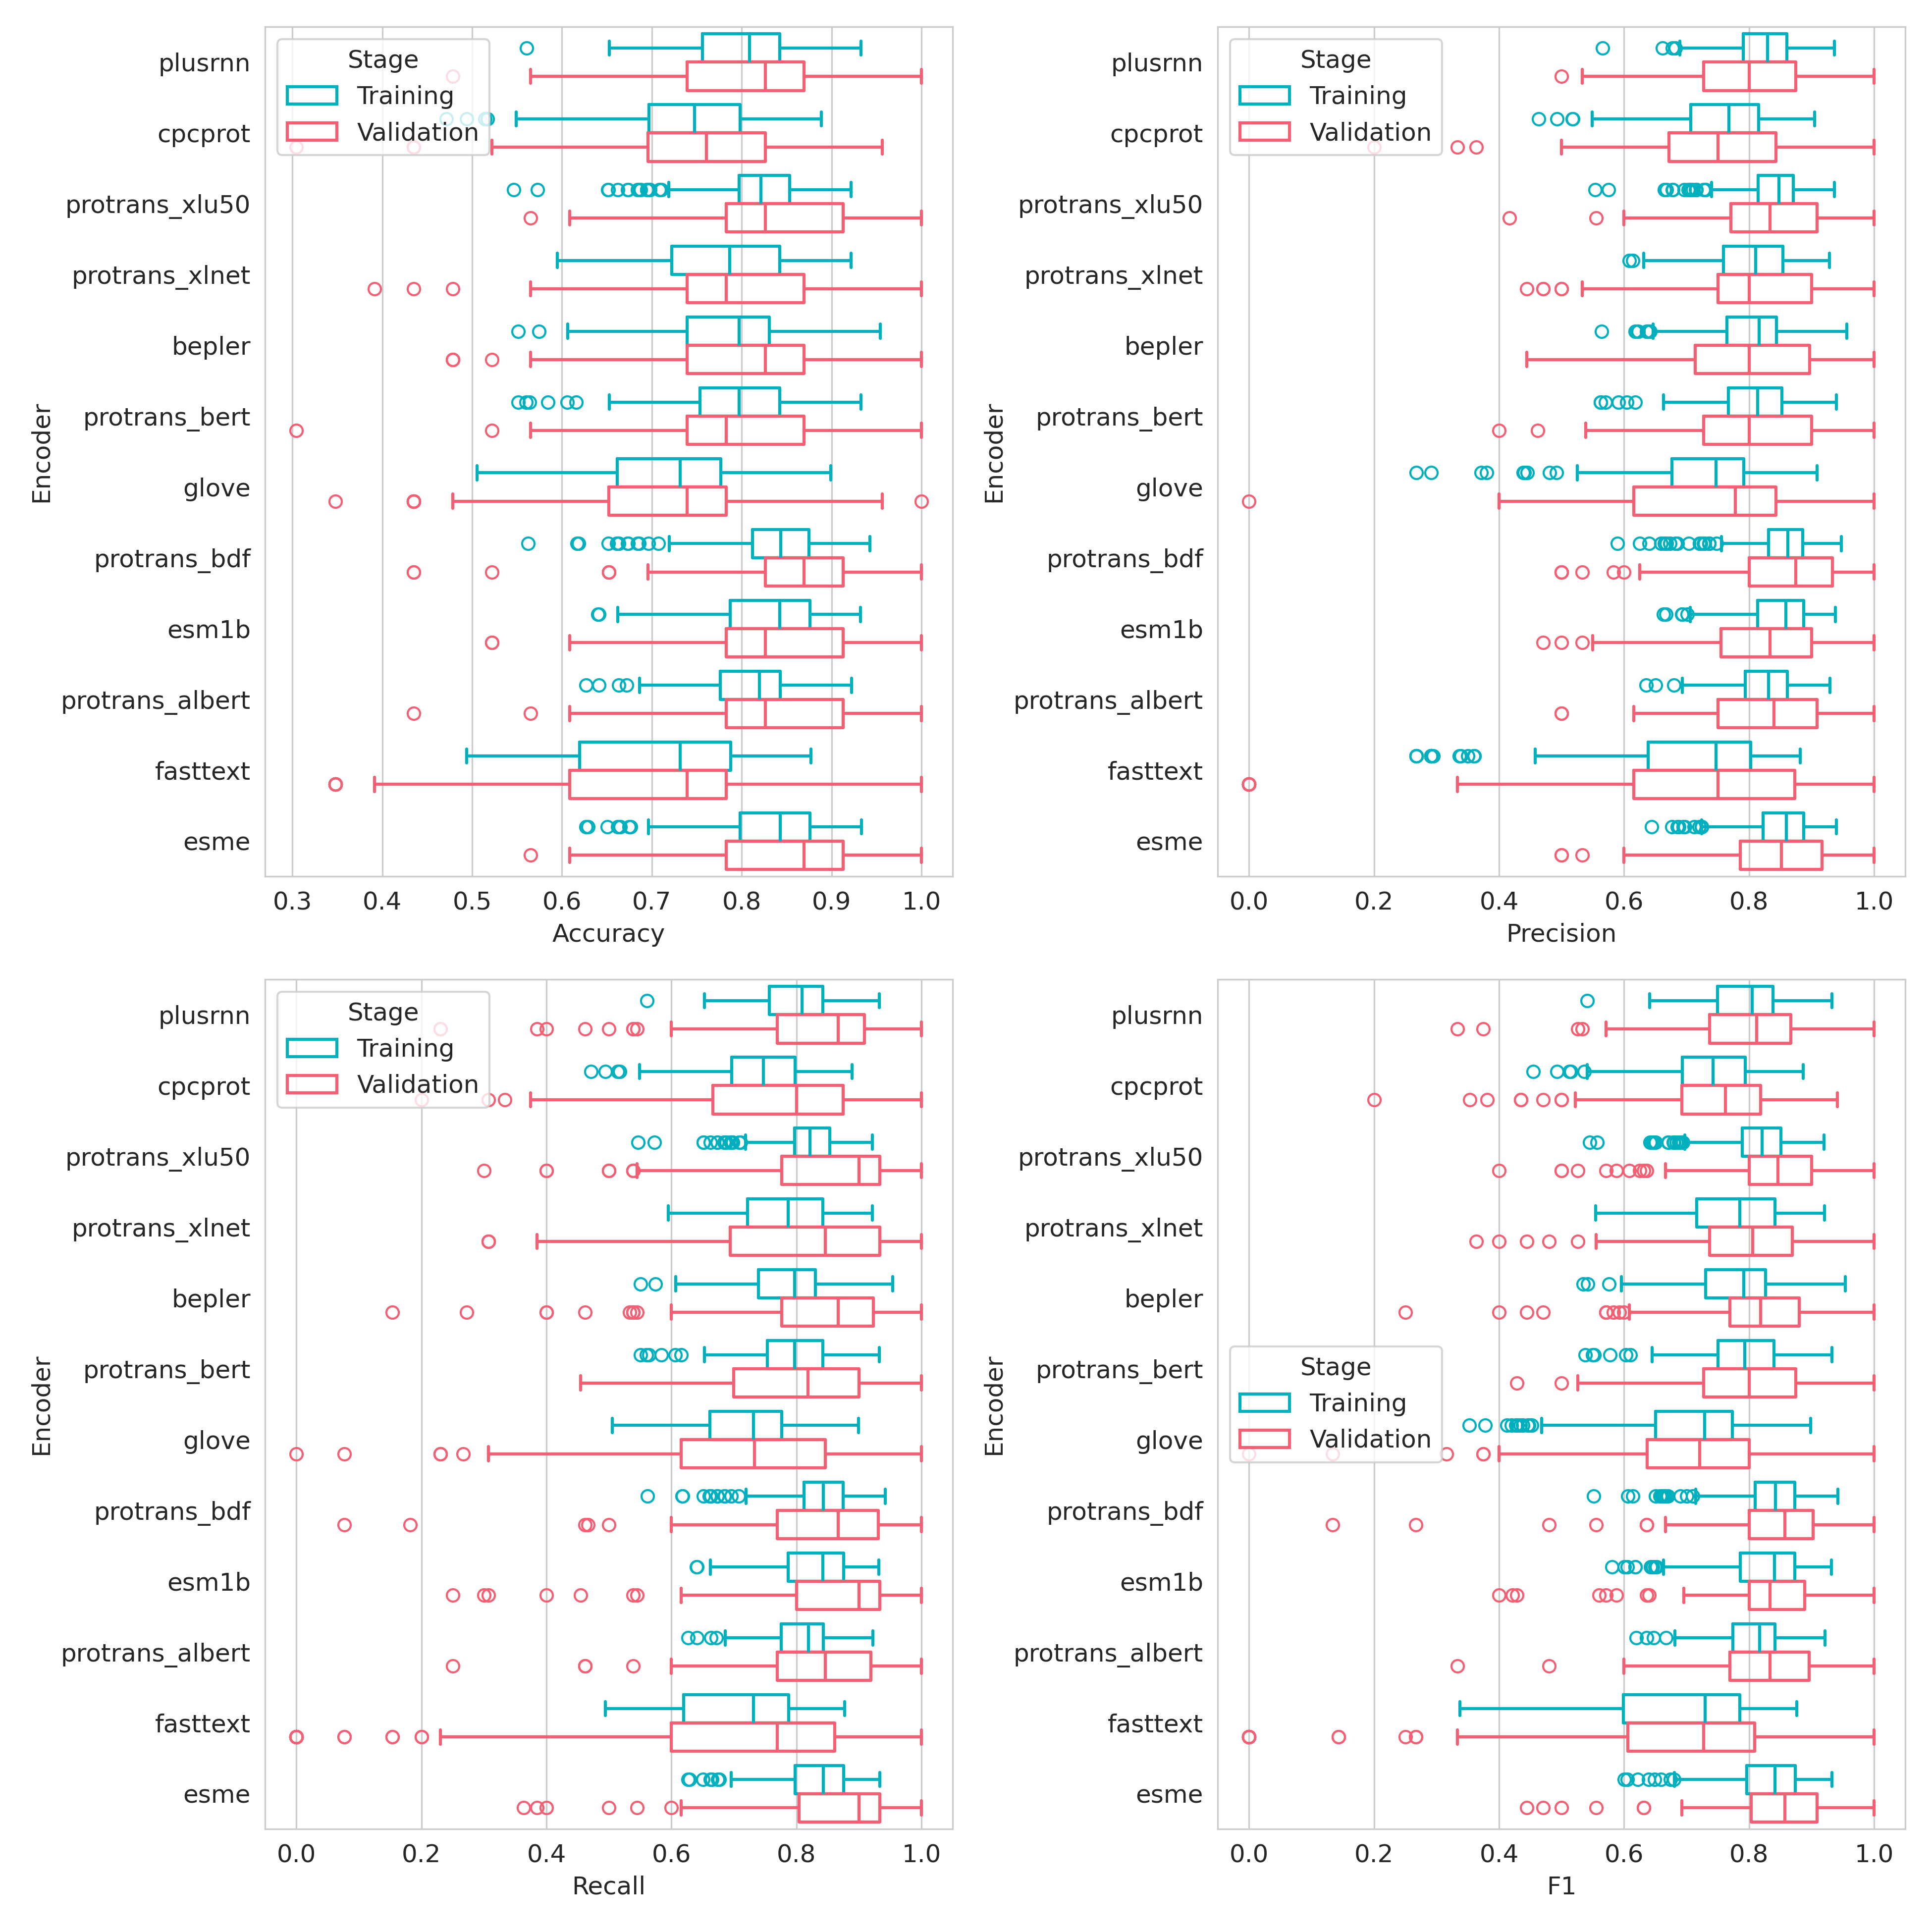 plusrnn
cpcprot
protrans_xlu50
protrans_xlnet
bepler
protrans_bert
glove
protrans_bdf
esm1b
protrans_albert
fasttext
esme
Encoder
Stage
Training
Validation
0.3 0.4 0.5 0.6 0.7 0.8 0.9 1.0
Accuracy
plusrnn
cpcprot
protrans_xlu50
protrans_xlnet
bepler
protrans_bert
glove
protrans_bdf
esm1b
protrans_albert
fasttext
esme
Encoder
Stage
Training
Validation
0.0 0.2 0.4 0.6 0.8 1.0
Precision
plusrnn
cpcprot
protrans_xlu50
protrans_xlnet
bepler
protrans_bert
glove
protrans_bdf
esm1b
protrans_albert
fasttext
esme
Encoder
Stage
Training
Validation
0.0 0.2 0.4 0.6 0.8 1.0
Recall
plusrnn
cpcprot
protrans_xlu50
protrans_xlnet
bepler
protrans_bert
glove
protrans_bdf
esm1b
protrans_albert
fasttext
esme
Encoder
Stage
Training
Validation
0.0 0.2 0.4 0.6 0.8 1.0
F1